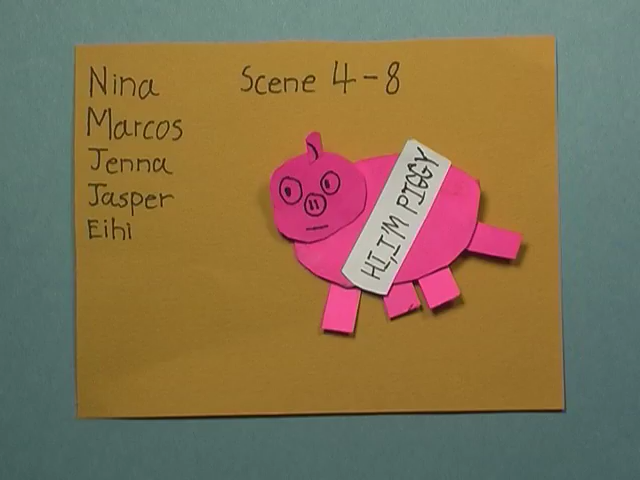 Nina
Scene 4-8
Marcos
Jenna
Jasper
Eihi
HI, I'M PIGGY